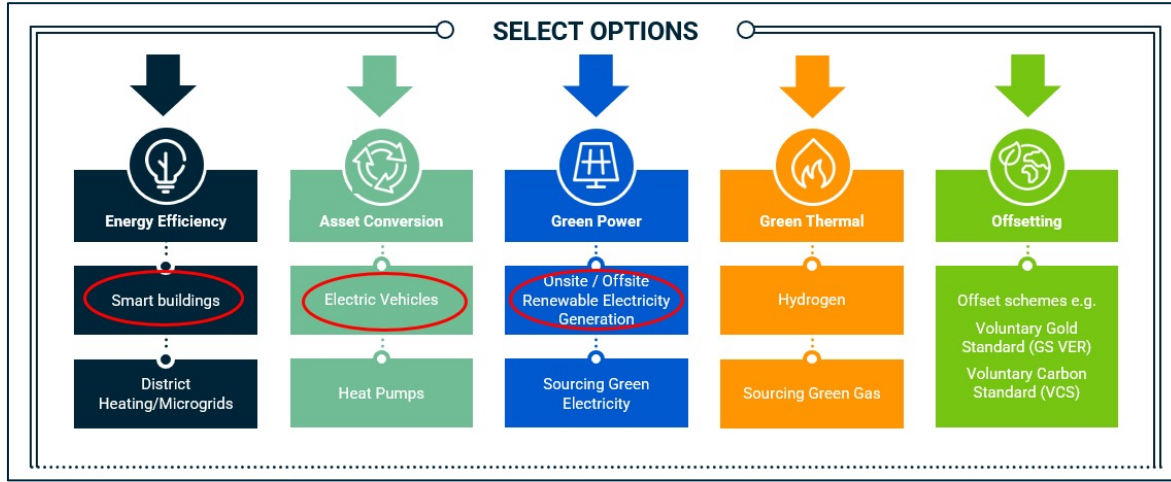 SELECT OPTIONS
Energy Efficiency
Smart buildings
District
Heating/Microgrids
Asset Conversion
Electric Vehicles
Heat Pumps
Green Power
Onsite / Offsite
Renewable Electricity
Generation
Sourcing Green
Electricity
Green Thermal
Hydrogen
Sourcing Green Gas
Offsetting
Offset schemes e.g.
Voluntary Gold
Standard (GS VER)
Voluntary Carbon
Standard (VCS)